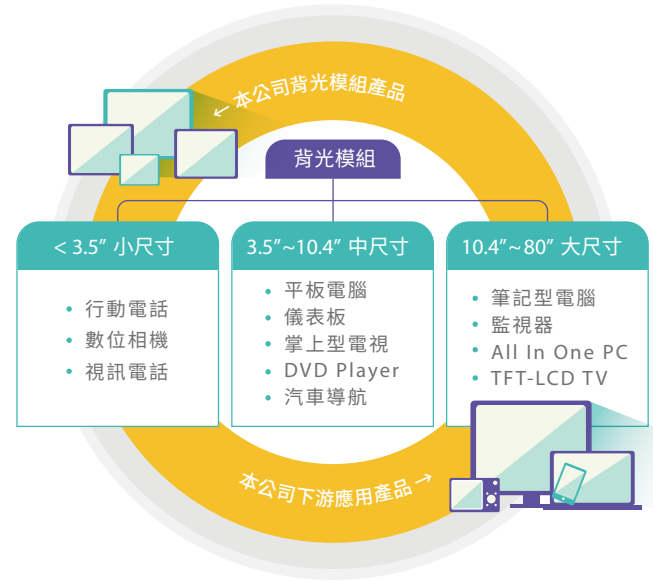 ← 本公司背光模組產品
背光模組
< 3.5” 小尺寸
• 行動電話
• 數位相機
• 視訊電話
3.5”~10.4” 中尺寸
• 平板電腦
• 儀表板
• 掌上型電視
• DVD Player
• 汽車導航
10.4”~80” 大尺寸
• 筆記型電腦
• 監視器
• All In One PC
• TFT-LCD TV
本公司下游應用產品 →